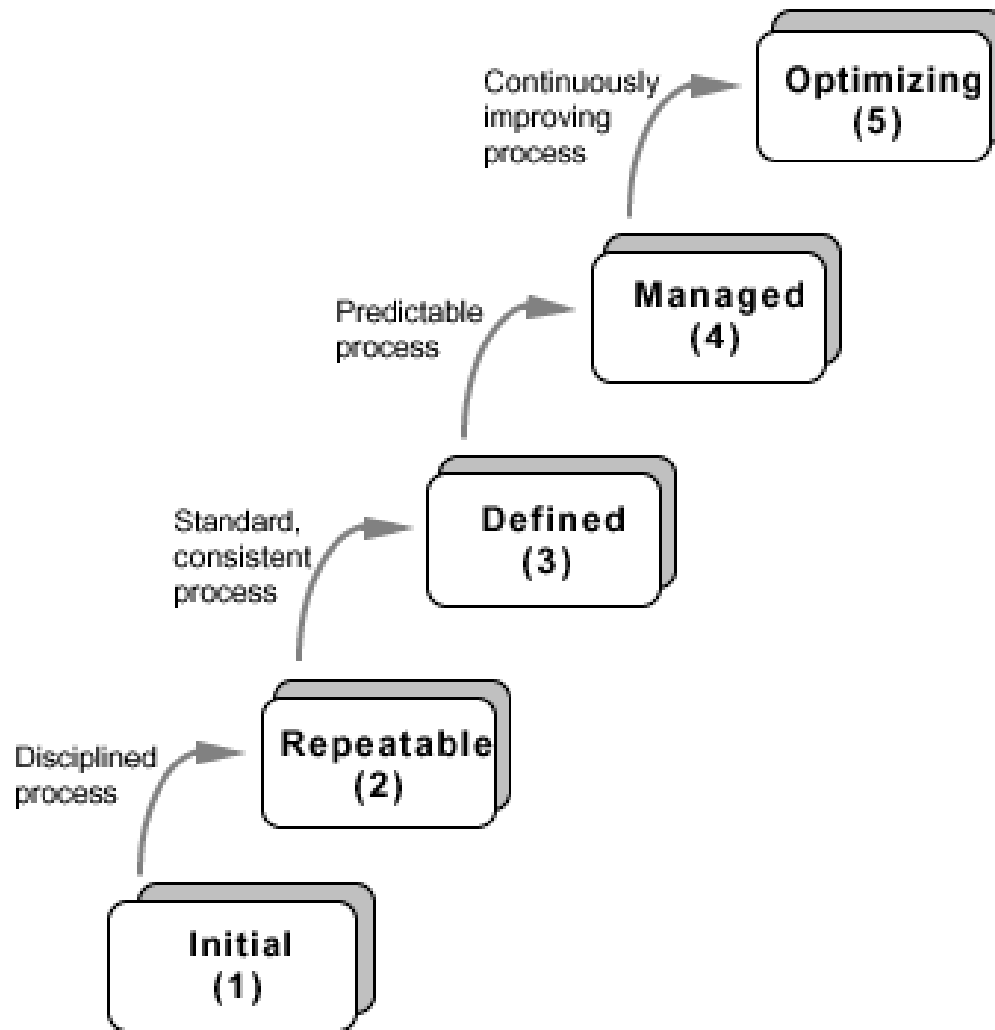 Continuously
improving
process
Optimizing
(5)
Predictable
process
Managed
(4)
Standard,
consistent
process
Defined
(3)
Disciplined
process
Repeatable
(2)
Initial
(1)